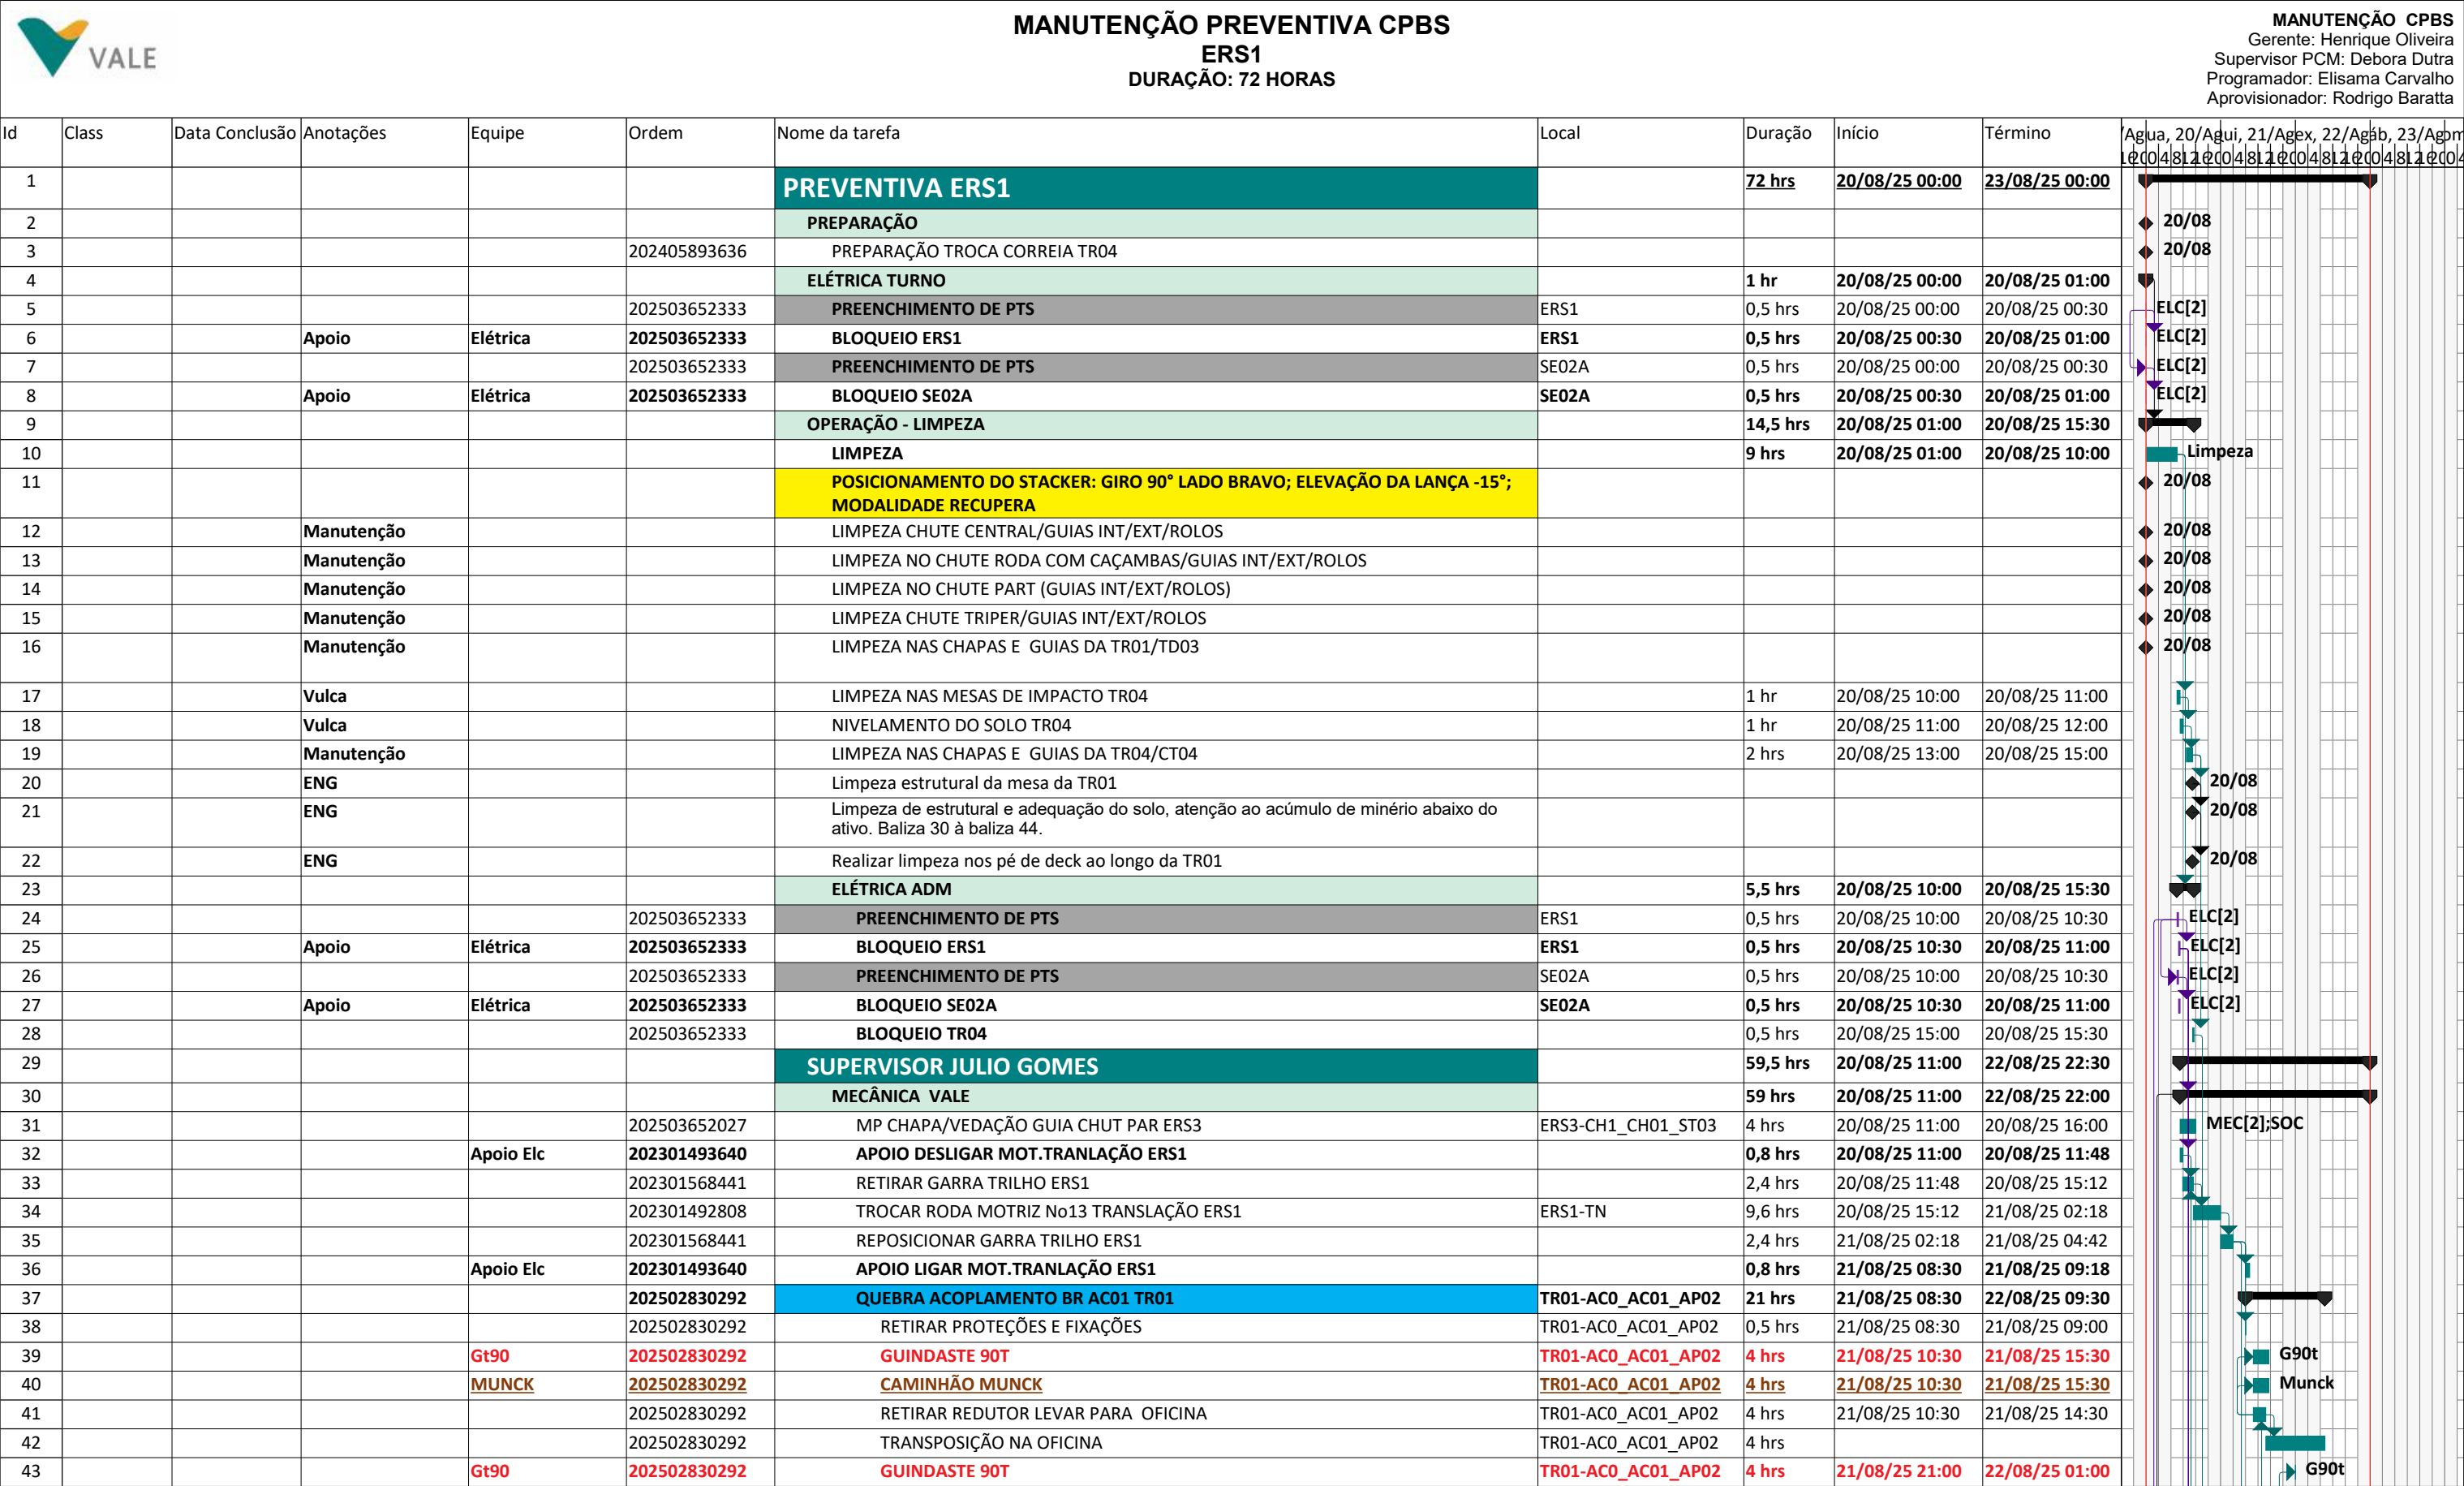 VALE
MANUTENÇÃO PREVENTIVA CPBS
ERS1
DURAÇÃO: 72 HORAS
MANUTENÇÃO CPBS
Gerente: Henrique Oliveira
Supervisor PCM: Debora Dutra
Programador: Elisama Carvalho
Aprovisionador: Rodrigo Baratta
Id Class Data Conclusão Anotações Equipe Ordem Nome da tarefa Local Duração Início Término
1 PREVENTIVA ERS1 72 hrs 20/08/25 00:00 23/08/25 00:00
2 PREPARAÇÃO 20/08
3 202405893636 PREPARAÇÃO TROCA CORREIA TR04 20/08
4 ELÉTRICA TURNO 1 hr 20/08/25 00:00 20/08/25 01:00
5 202503652333 PREENCHIMENTO DE PTS ERS1 0,5 hrs 20/08/25 00:00 20/08/25 00:30 ELC[2]
6 Apoio Elétrica 202503652333 BLOQUEIO ERS1 ERS1 0,5 hrs 20/08/25 00:30 20/08/25 01:00 ELC[2]
7 202503652333 PREENCHIMENTO DE PTS SE02A 0,5 hrs 20/08/25 00:00 20/08/25 00:30 ELC[2]
8 Apoio Elétrica 202503652333 BLOQUEIO SE02A SE02A 0,5 hrs 20/08/25 00:30 20/08/25 01:00 ELC[2]
9 OPERAÇÃO - LIMPEZA 14,5 hrs 20/08/25 01:00 20/08/25 15:30
10 LIMPEZA 9 hrs 20/08/25 01:00 20/08/25 10:00 Limpeza
11 POSICIONAMENTO DO STACKER: GIRO 90° LADO BRAVO; ELEVAÇÃO DA LANÇA -15°; 20/08
MODALIDADE RECUPERA
12 Manutenção LIMPEZA CHUTE CENTRAL/GUIAS INT/EXT/ROLOS 20/08
13 Manutenção LIMPEZA NO CHUTE RODA COM CAÇAMBAS/GUIAS INT/EXT/ROLOS 20/08
14 Manutenção LIMPEZA NO CHUTE PART (GUIAS INT/EXT/ROLOS) 20/08
15 Manutenção LIMPEZA CHUTE TRIPER/GUIAS INT/EXT/ROLOS 20/08
16 Manutenção LIMPEZA NAS CHAPAS E GUIAS DA TR01/TD03 20/08
17 Vulca LIMPEZA NAS MESAS DE IMPACTO TR04 1 hr 20/08/25 10:00 20/08/25 11:00
18 Vulca NIVELAMENTO DO SOLO TR04 1 hr 20/08/25 11:00 20/08/25 12:00
19 Manutenção LIMPEZA NAS CHAPAS E GUIAS DA TR04/CT04 2 hrs 20/08/25 13:00 20/08/25 15:00
20 ENG Limpeza estrutural da mesa da TR01 20/08
21 ENG Limpeza de estrutural e adequação do solo, atenção ao acúmulo de minério abaixo do 20/08
ativo. Baliza 30 à baliza 44.
22 ENG Realizar limpeza nos pé de deck ao longo da TR01 20/08
23 ELÉTRICA ADM 5,5 hrs 20/08/25 10:00 20/08/25 15:30
24 202503652333 PREENCHIMENTO DE PTS ERS1 0,5 hrs 20/08/25 10:00 20/08/25 10:30 ELC[2]
25 Apoio Elétrica 202503652333 BLOQUEIO ERS1 ERS1 0,5 hrs 20/08/25 10:30 20/08/25 11:00 ELC[2]
26 202503652333 PREENCHIMENTO DE PTS SE02A 0,5 hrs 20/08/25 10:00 20/08/25 10:30 ELC[2]
27 Apoio Elétrica 202503652333 BLOQUEIO SE02A SE02A 0,5 hrs 20/08/25 10:30 20/08/25 11:00 ELC[2]
28 202503652333 BLOQUEIO TR04 0,5 hrs 20/08/25 15:00 20/08/25 15:30
29 SUPERVISOR JULIO GOMES 59,5 hrs 20/08/25 11:00 22/08/25 22:30
30 MECÂNICA VALE 59 hrs 20/08/25 11:00 22/08/25 22:00
31 202503652027 MP CHAPA/VEDAÇÃO GUIA CHUT PAR ERS3 ERS3-CH1_CH01_ST03 4 hrs 20/08/25 11:00 20/08/25 16:00 MEC[2];SOC
32 Apoio Elc 202301493640 APOIO DESLIGAR MOT.TRANLAÇÃO ERS1 0,8 hrs 20/08/25 11:00 20/08/25 11:48
33 202301568441 RETIRAR GARRA TRILHO ERS1 2,4 hrs 20/08/25 11:48 20/08/25 15:12
34 202301492808 TROCAR RODA MOTRIZ No13 TRANSLAÇÃO ERS1 ERS1-TN 9,6 hrs 20/08/25 15:12 21/08/25 02:18
35 202301568441 REPOSICIONAR GARRA TRILHO ERS1 2,4 hrs 21/08/25 02:18 21/08/25 04:42
36 Apoio Elc 202301493640 APOIO LIGAR MOT.TRANLAÇÃO ERS1 0,8 hrs 21/08/25 08:30 21/08/25 09:18
37 202502830292 QUEBRA ACOPLAMENTO BR AC01 TR01 TR01-AC0_AC01_AP02 21 hrs 21/08/25 08:30 22/08/25 09:30
38 202502830292 RETIRAR PROTEÇÕES E FIXAÇÕES TR01-AC0_AC01_AP02 0,5 hrs 21/08/25 08:30 21/08/25 09:00
39 Gt90 202502830292 GUINDASTE 90T TR01-AC0_AC01_AP02 4 hrs 21/08/25 10:30 21/08/25 15:30 G90t
40 MUNCK 202502830292 CAMINHÃO MUNCK TR01-AC0_AC01_AP02 4 hrs 21/08/25 10:30 21/08/25 15:30 Munck
41 202502830292 RETIRAR REDUTOR LEVAR PARA OFICINA TR01-AC0_AC01_AP02 4 hrs 21/08/25 10:30 21/08/25 14:30
42 202502830292 TRANSPOSIÇÃO NA OFICINA TR01-AC0_AC01_AP02 4 hrs
43 Gt90 202502830292 GUINDASTE 90T TR01-AC0_AC01_AP02 4 hrs 21/08/25 21:00 22/08/25 01:00 G90t